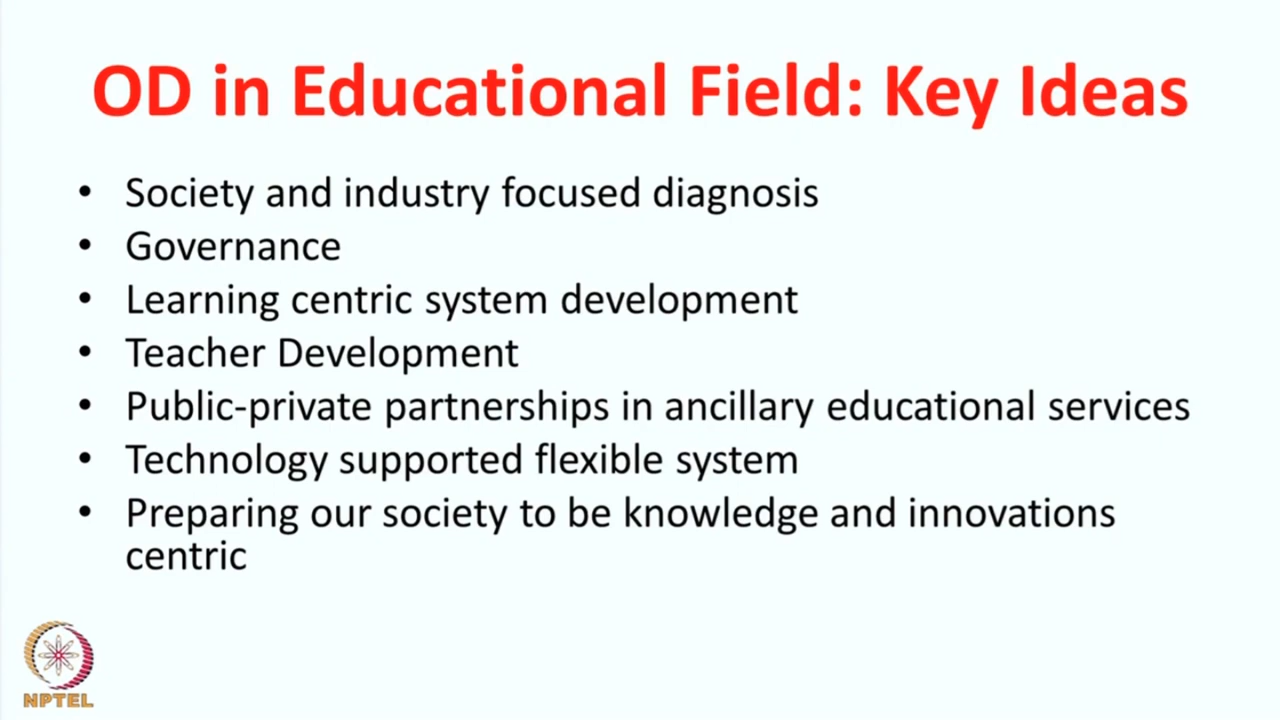 OD in Educational Field: Key Ideas
• Society and industry focused diagnosis
• Governance
• Learning centric system development
• Teacher Development
• Public-private partnerships in ancillary educational services
• Technology supported flexible system
• Preparing our society to be knowledge and innovations
centric
NPTEL